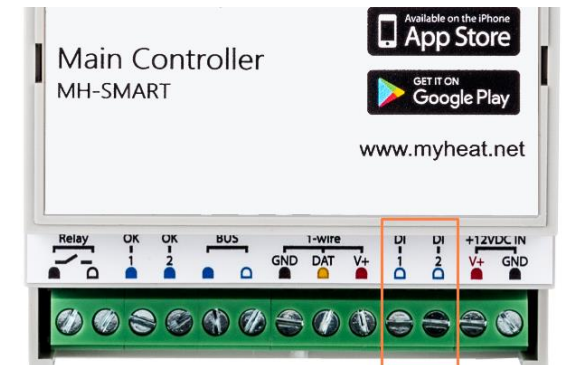 Available on the iPhone
App Store
Main Controller
MH-SMART
GET IT ON
Google Play
www.myheat.net
Relay OK OK BUS 1-wire DI DI +12VDC IN
1 2 GND DAT V+ 1 2 V+ GND